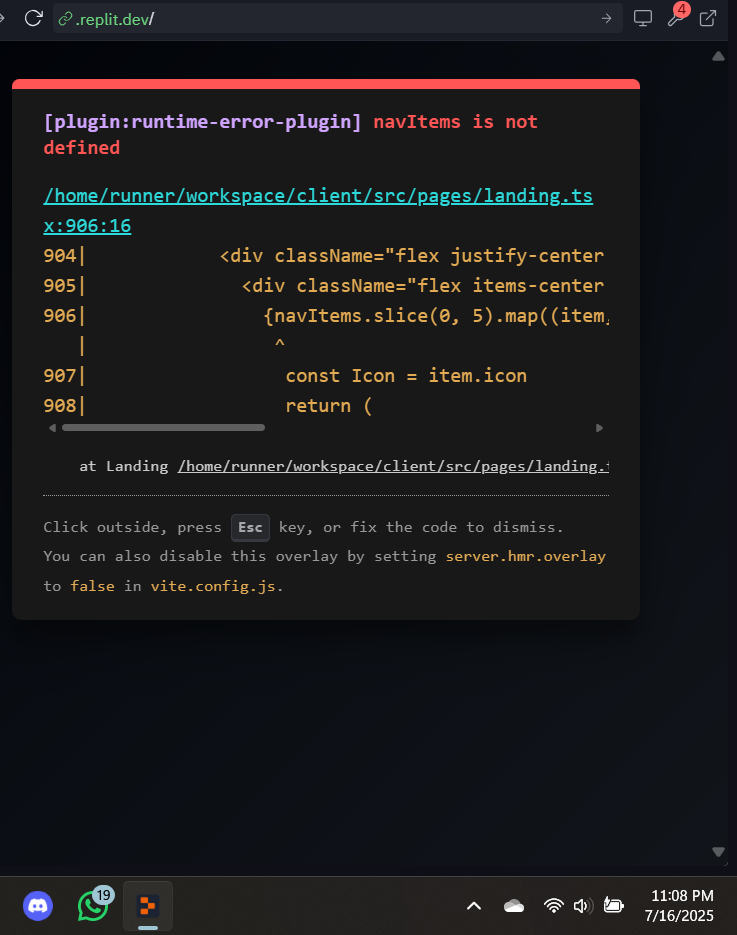 .replit.dev/
4
[plugin:runtime-error-plugin] navItems is not
defined
/home/runner/workspace/client/src/pages/landing.ts
x:906:16
904|            <div className="flex justify-center
905|              <div className="flex items-center
906|                {navItems.slice(0, 5).map((item,
   |                 ^
907|                  const Icon = item.icon
908|                  return (
at Landing /home/runner/workspace/client/src/pages/landing.t
Click outside, press Esc key, or fix the code to dismiss.
You can also disable this overlay by setting server.hmr.overlay
to false in vite.config.js.
19
11:08 PM
7/16/2025